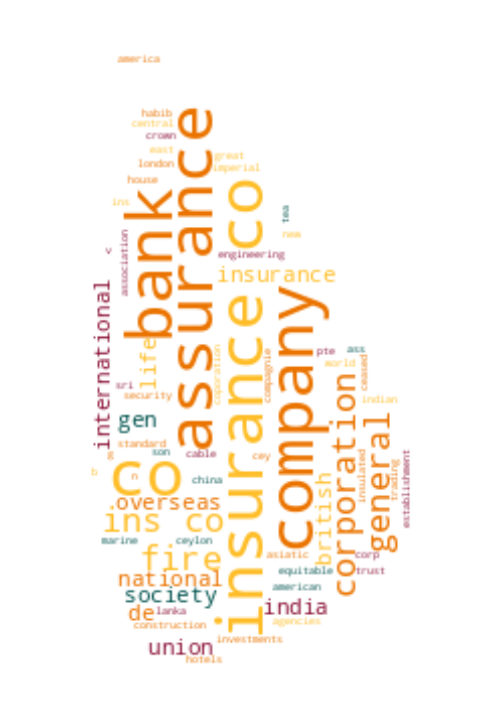 america
habib
central
crown
east
london
great
imperial
house
ins
bank
assurance
insurance co
tea
new
engineering
association
<
insurance
international
company
life
pte
ass
world
ceased
corporation
compagnie
sri
security
indian
gen
corporation
general
standard
son
cable
cey
g
b
n
co
china
insulated
trading
establishment
overseas
british
ins co
marine
ceylon
fire
asiatic
corp
national
equitable
trust
society
american
de
lanka
india
construction
agencies
union
investments
hotels